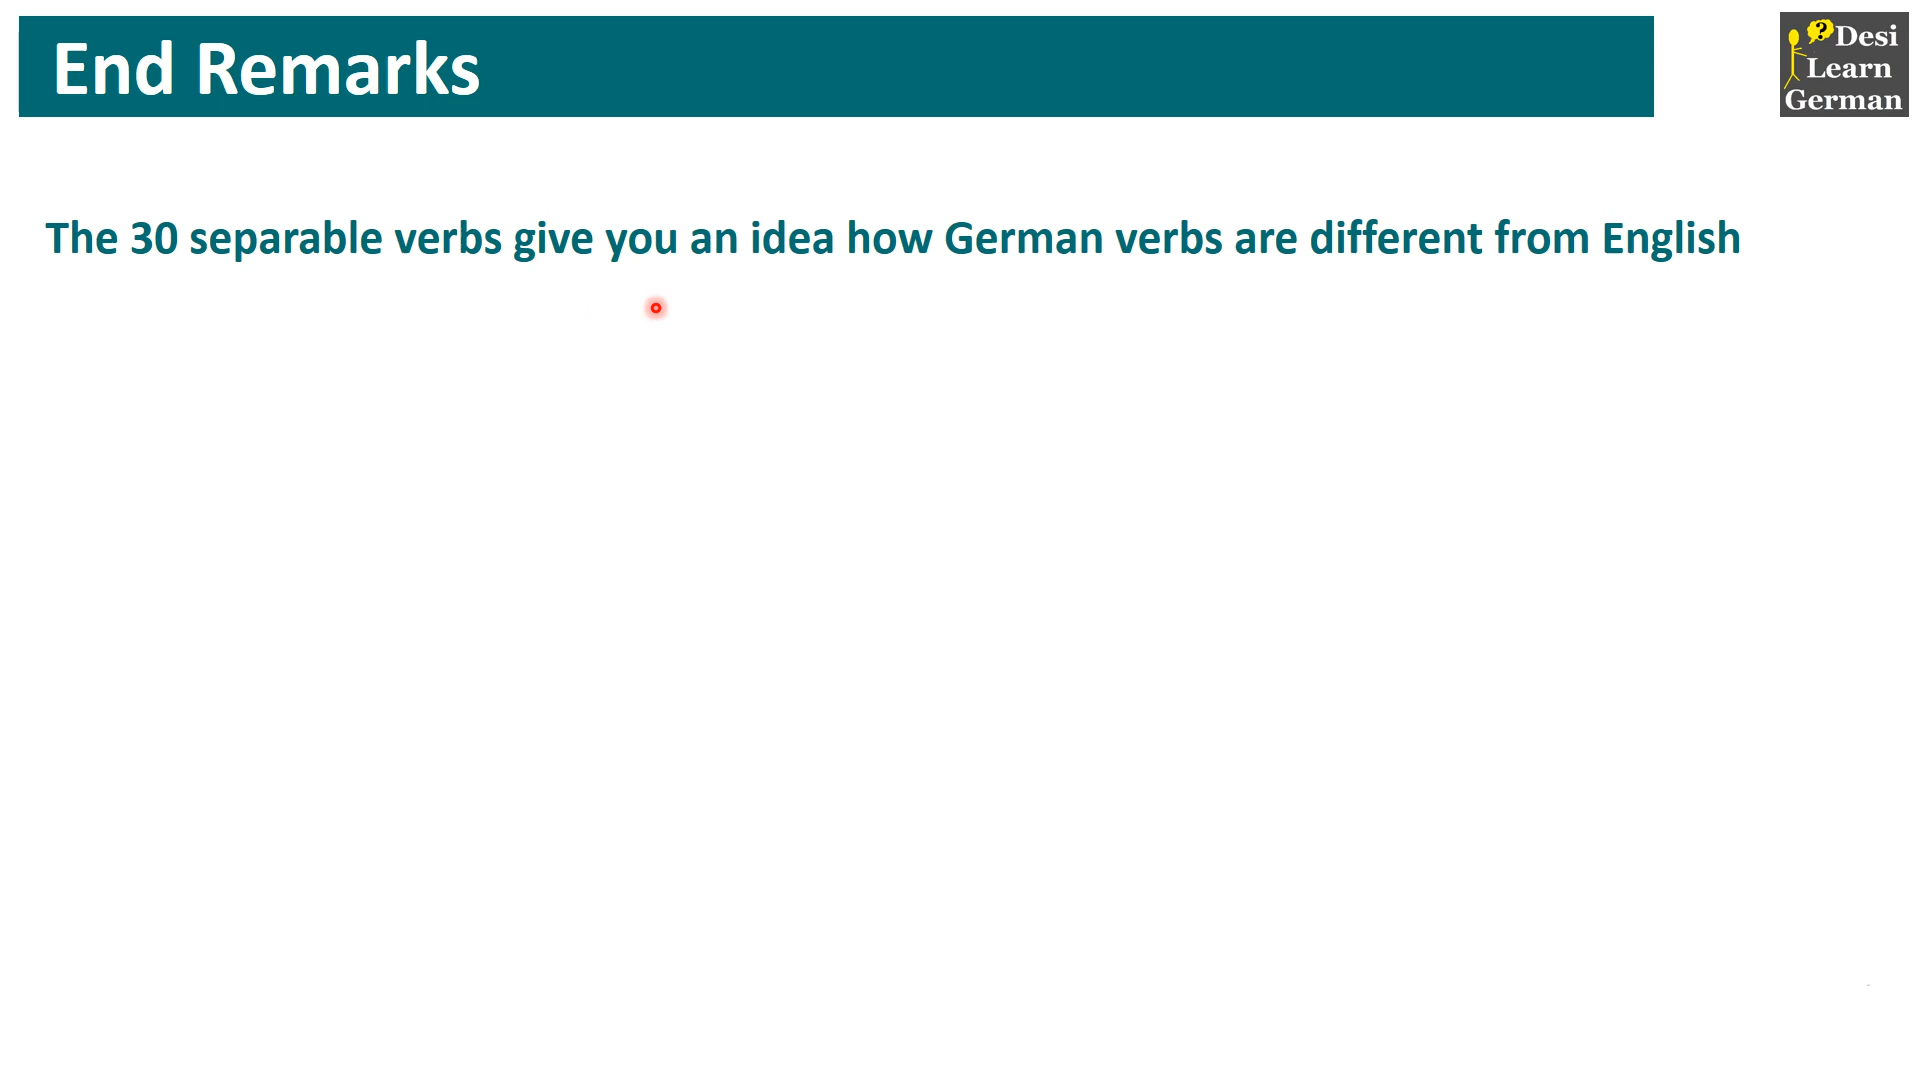 End Remarks
?
Desi
Learn
German
The 30 separable verbs give you an idea how German verbs are different from English